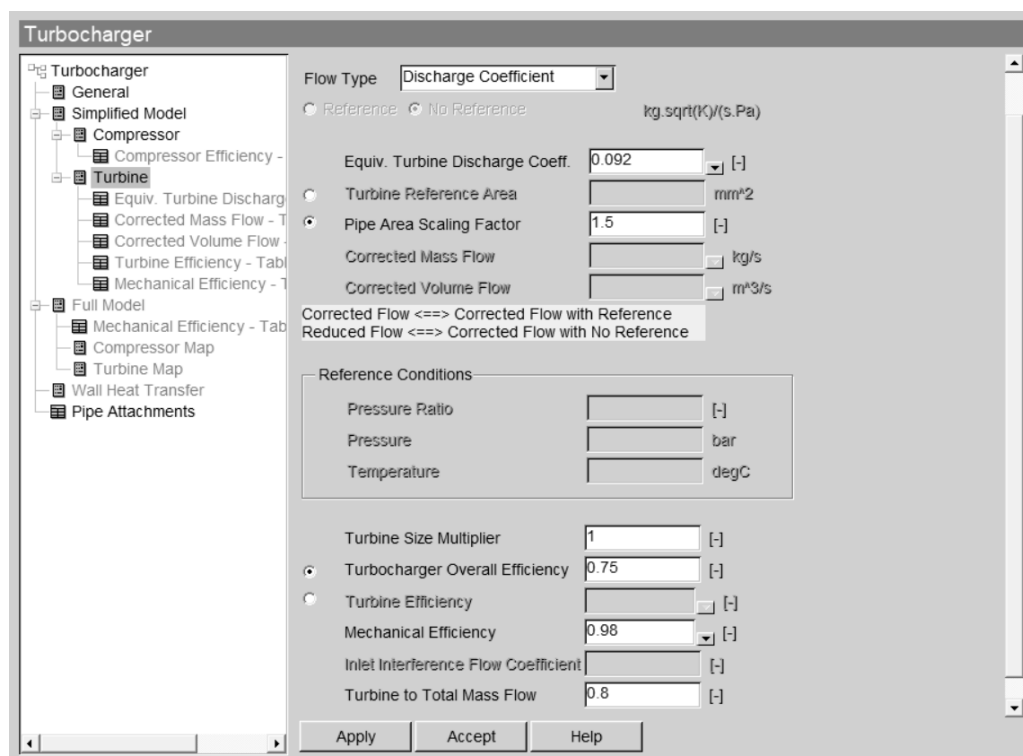 Turbocharger
Turbocharger
General
Simplified Model
Compressor
Compressor Efficiency -
Turbine
Equiv. Turbine Discharg
Corrected Mass Flow - T
Corrected Volume Flow -
Turbine Efficiency - Tabl
Mechanical Efficiency - T
Full Model
Mechanical Efficiency - Tab
Compressor Map
Turbine Map
Wall Heat Transfer
Pipe Attachments
Flow Type Discharge Coefficient
Reference No Reference kg.sqrt(K)/(s.Pa)
Equiv. Turbine Discharge Coeff. 0.092 [-]
Turbine Reference Area mm^2
Pipe Area Scaling Factor 1.5 [-]
Corrected Mass Flow kg/s
Corrected Volume Flow m^3/s
Corrected Flow <==> Corrected Flow with Reference
Reduced Flow <==> Corrected Flow with No Reference
Reference Conditions
Pressure Ratio [-]
Pressure bar
Temperature degC
Turbine Size Multiplier 1 [-]
Turbocharger Overall Efficiency 0.75 [-]
Turbine Efficiency [-]
Mechanical Efficiency 0.98 [-]
Inlet Interference Flow Coefficient [-]
Turbine to Total Mass Flow 0.8 [-]
Apply Accept Help